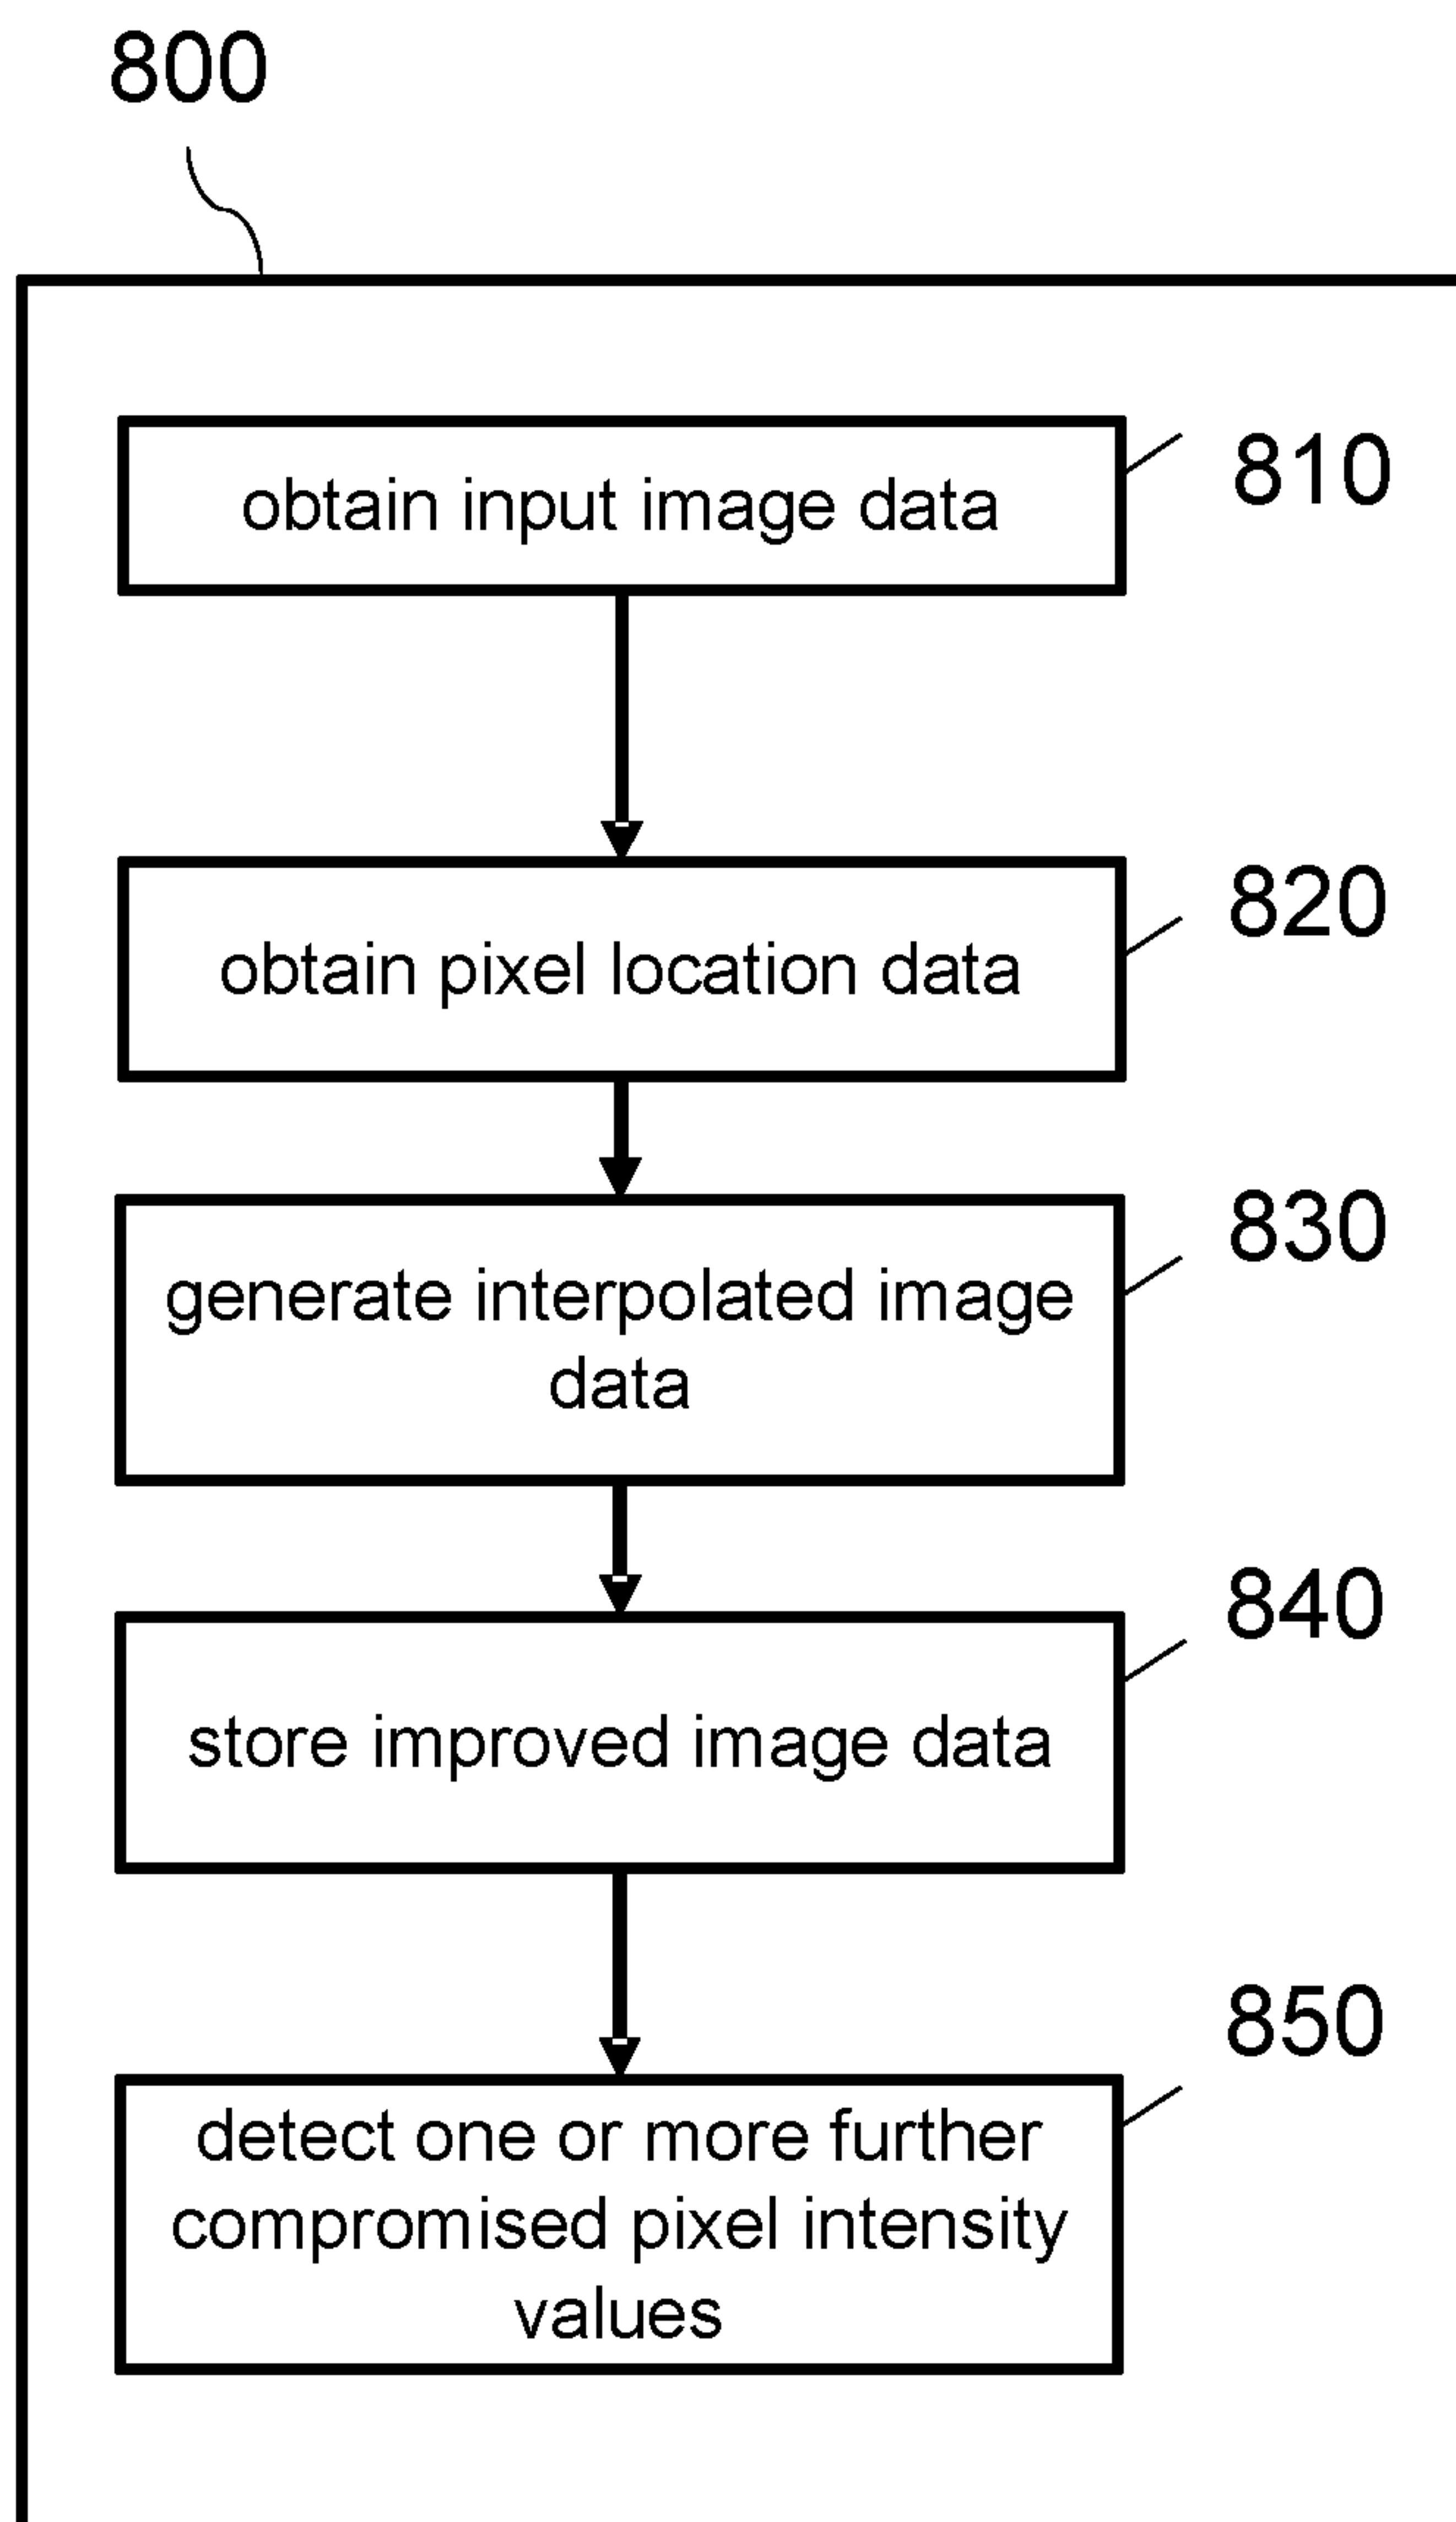 800
obtain input image data
810
obtain pixel location data
820
generate interpolated image
data
830
store improved image data
840
detect one or more further
compromised pixel intensity
values
850